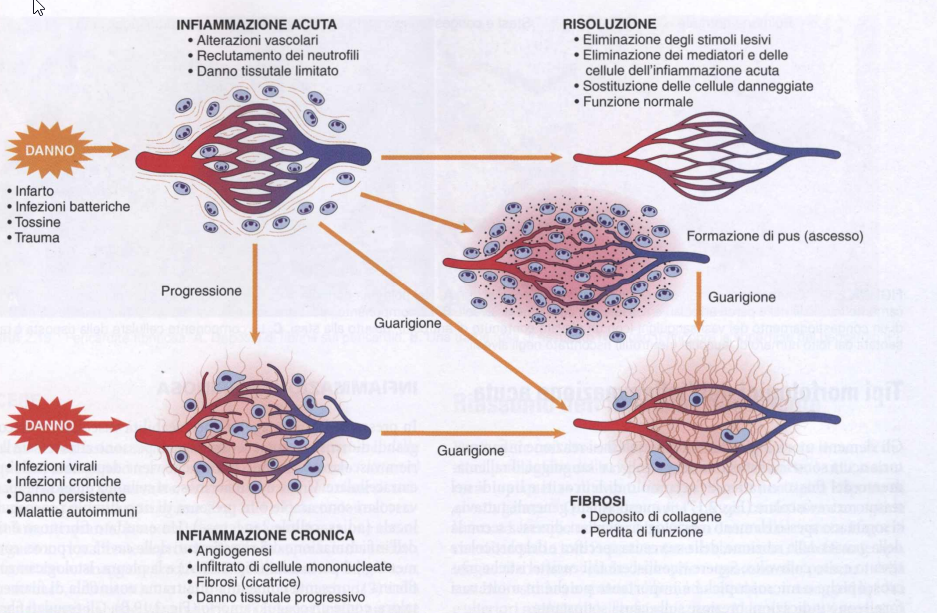 INFIAMMAZIONE ACUTA
• Alterazioni vascolari
• Reclutamento dei neutrofili
• Danno tissutale limitato
RISOLUZIONE
• Eliminazione degli stimoli lesivi
• Eliminazione dei mediatori e delle
cellule dell'infiammazione acuta
• Sostituzione delle cellule danneggiate
• Funzione normale
DANNO
• Infarto
• Infezioni batteriche
• Tossine
• Trauma
Formazione di pus (ascesso)
Progressione
Guarigione
Guarigione
DANNO
• Infezioni virali
• Infezioni croniche
• Danno persistente
• Malattie autoimmuni
Guarigione
INFIAMMAZIONE CRONICA
• Angiogenesi
• Infiltrato di cellule mononucleate
• Fibrosi (cicatrice)
• Danno tissutale progressivo
FIBROSI
• Deposito di collagene
• Perdita di funzione